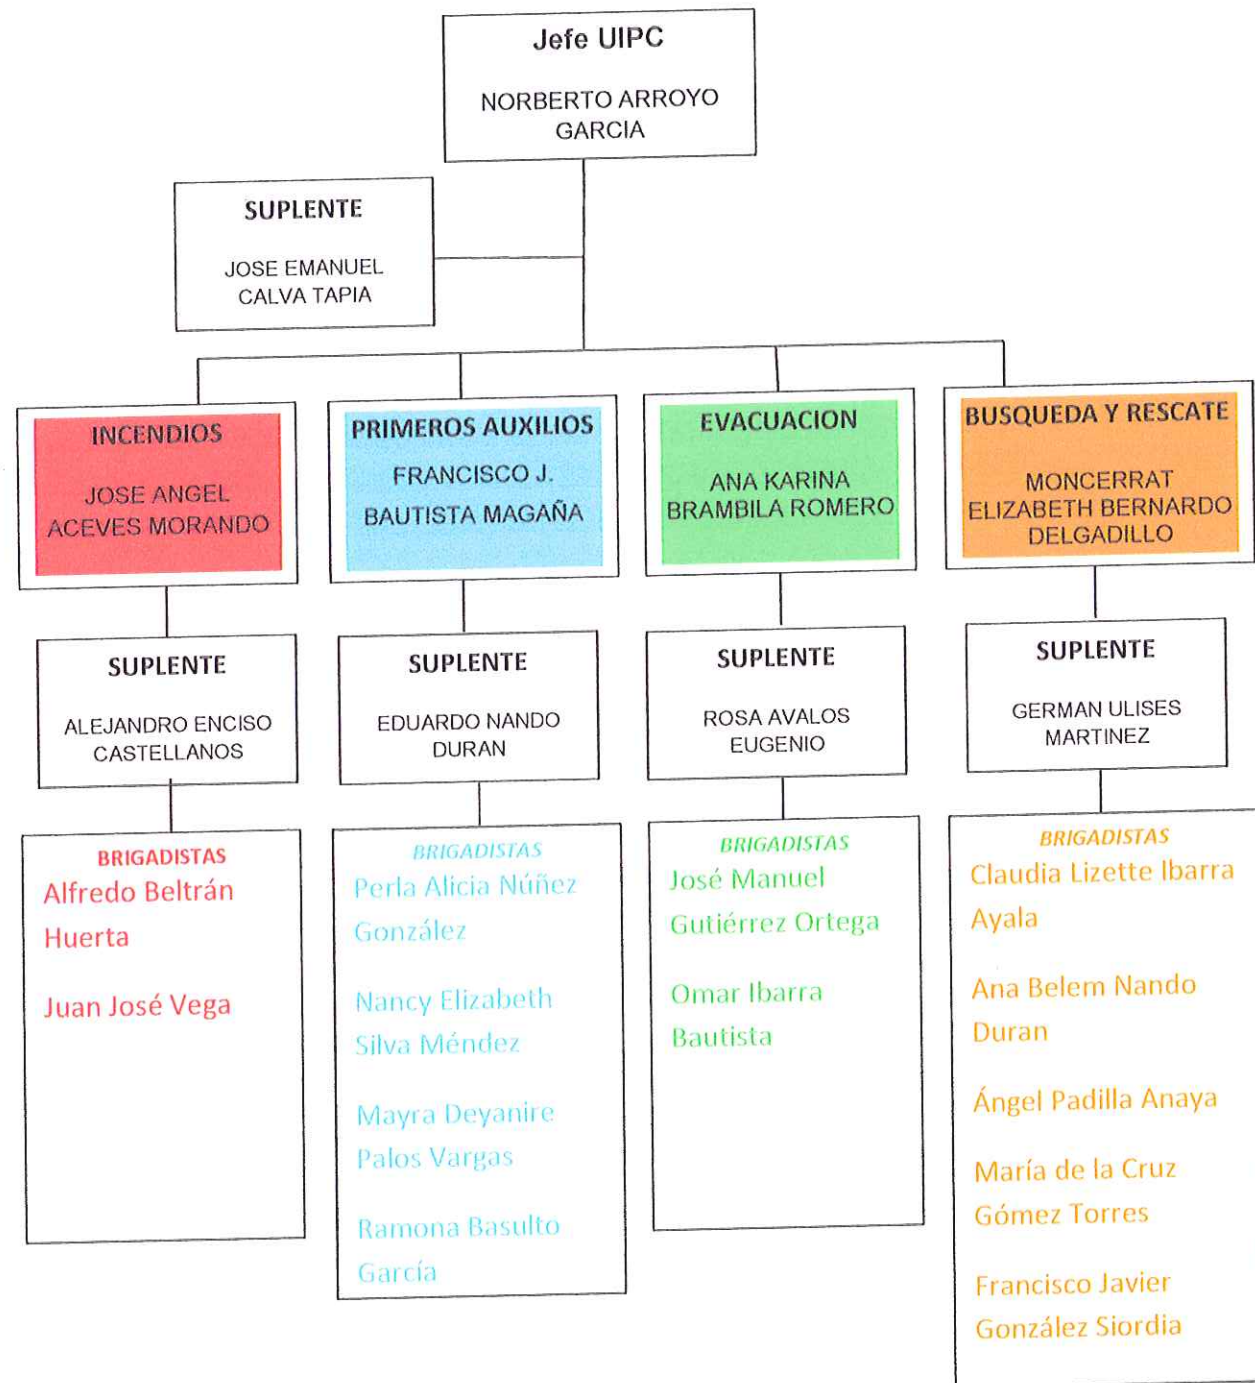 Jefe UIPC
NORBERTO ARROYO
GARCIA
SUPLENTE
JOSE EMANUEL
CALVA TAPIA
INCENDIOS
JOSE ANGEL
ACEVES MORANDO
PRIMEROS AUXILIOS
FRANCISCO J.
BAUTISTA MAGAÑA
EVACUACION
ANA KARINA
BRAMBILA ROMERO
BUSQUEDA Y RESCATE
MONCERRAT
ELIZABETH BERNARDO
DELGADILLO
SUPLENTE
ALEJANDRO ENCISO
CASTELLANOS
SUPLENTE
EDUARDO NANDO
DURAN
SUPLENTE
ROSA AVALOS
EUGENIO
SUPLENTE
GERMAN ULISES
MARTINEZ
BRIGADISTAS
Alfredo Beltrán
Huerta
Juan José Vega
BRIGADISTAS
Perla Alicia Núñez
González
Nancy Elizabeth
Silva Méndez
Mayra Deyanire
Palos Vargas
Ramona Basulto
García
BRIGADISTAS
José Manuel
Gutiérrez Ortega
Omar Ibarra
Bautista
BRIGADISTAS
Claudia Lizette Ibarra
Ayala
Ana Belem Nando
Duran
Ángel Padilla Anaya
María de la Cruz
Gómez Torres
Francisco Javier
González Siordia